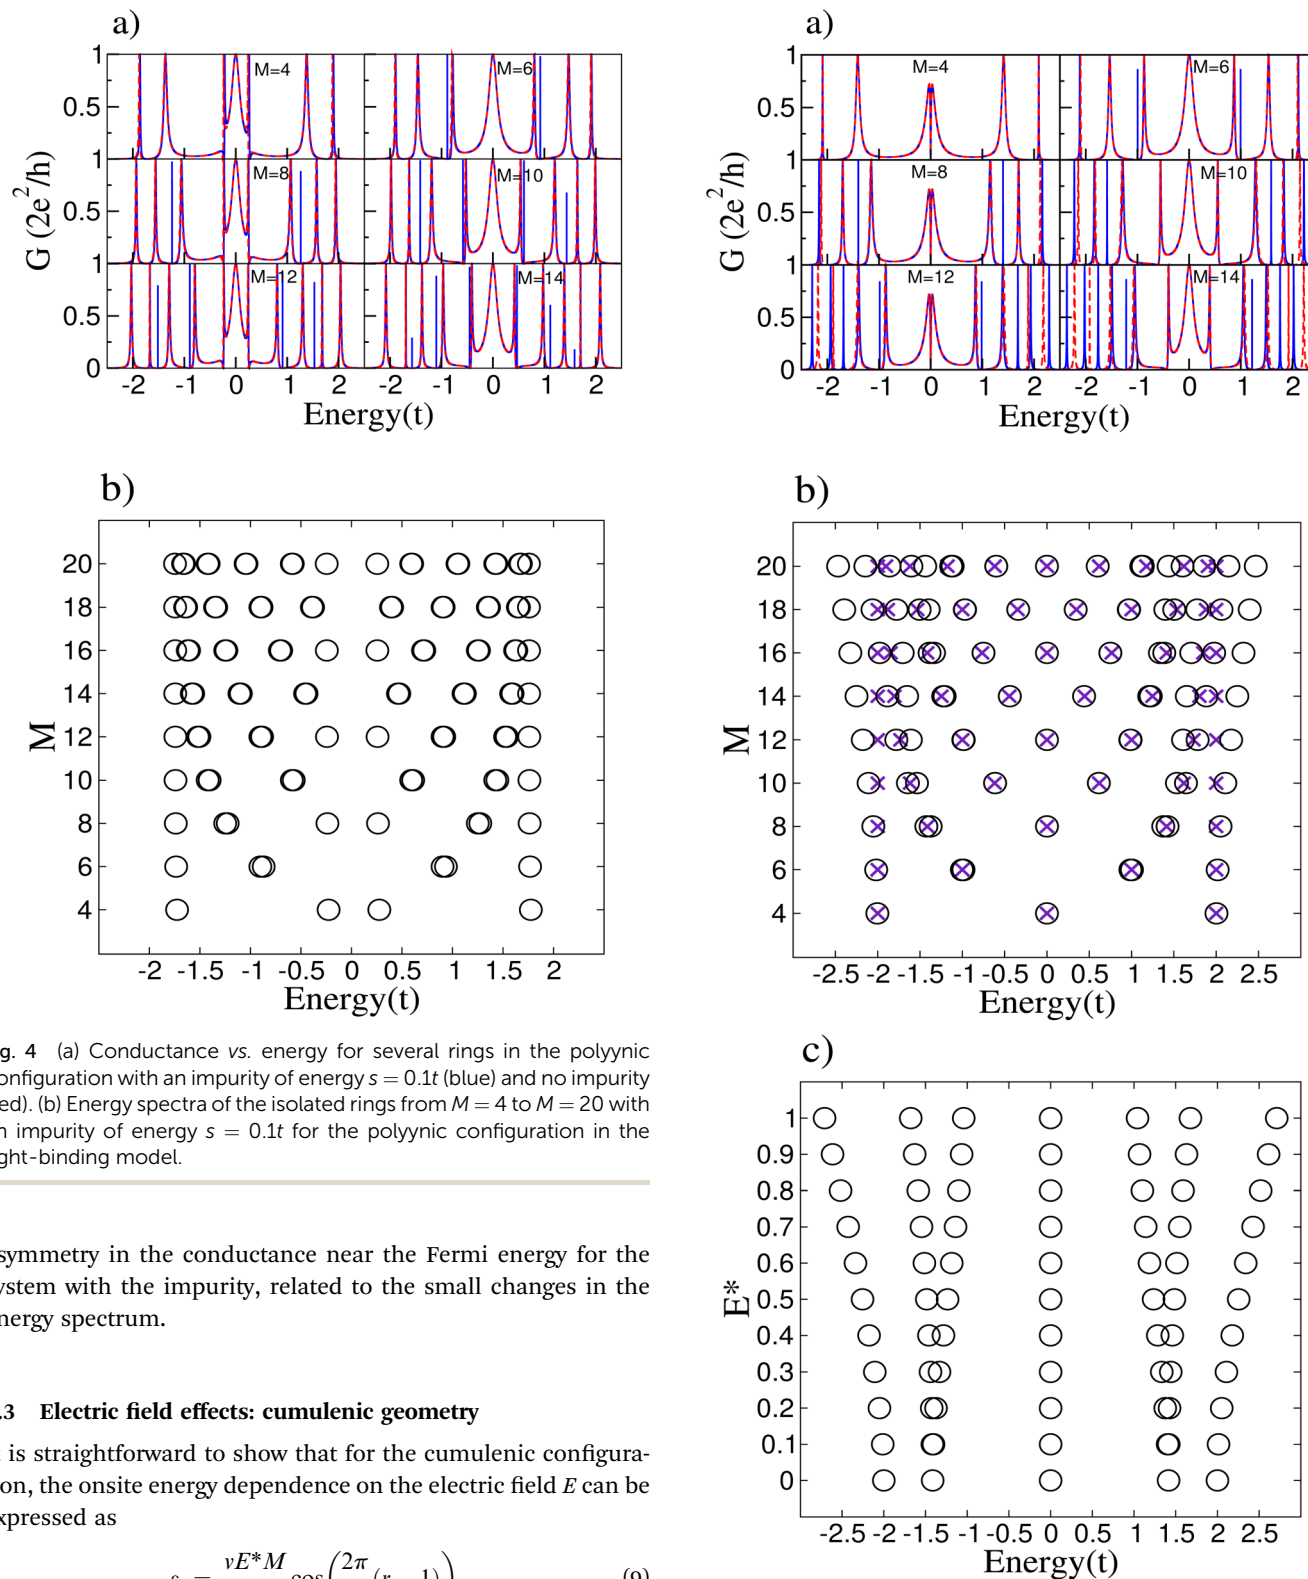 a)
1
0.5
1
0.5
1
0.5
0
G (2e²/h)
M=4
M=6
M=8
M=10
M=12
M=14
-2 -1 0 1 2 -2 -1 0 1 2
Energy(t)
b)
20
18
16
14
12
10
8
6
4
M
-2 -1.5 -1 -0.5 0 0.5 1 1.5 2
Energy(t)
g. 4 (a) Conductance vs. energy for several rings in the polyynic
onfiguration with an impurity of energy s = 0.1t (blue) and no impurity
ed). (b) Energy spectra of the isolated rings from M = 4 to M = 20 with
n impurity of energy s = 0.1t for the polyynic configuration in the
ght-binding model.
symmetry in the conductance near the Fermi energy for the
ystem with the impurity, related to the small changes in the
nergy spectrum.
.3 Electric field effects: cumulenic geometry
t is straightforward to show that for the cumulenic configura-
on, the onsite energy dependence on the electric field E can be
xpressed as
νE*M cos(2π (r − 1)) (9)
a)
1
0.5
1
0.5
1
0.5
0
G (2e²/h)
M=4
M=6
M=8
M=10
M=12
M=14
-2 -1 0 1 2 -2 -1 0 1 2
Energy(t)
b)
20
18
16
14
12
10
8
6
4
M
-2.5 -2 -1.5 -1 -0.5 0 0.5 1 1.5 2 2.5
Energy(t)
c)
1
0.9
0.8
0.7
0.6
0.5
0.4
0.3
0.2
0.1
0
E*
-2.5 -2 -1.5 -1 -0.5 0 0.5 1 1.5 2 2.5
Energy(t)